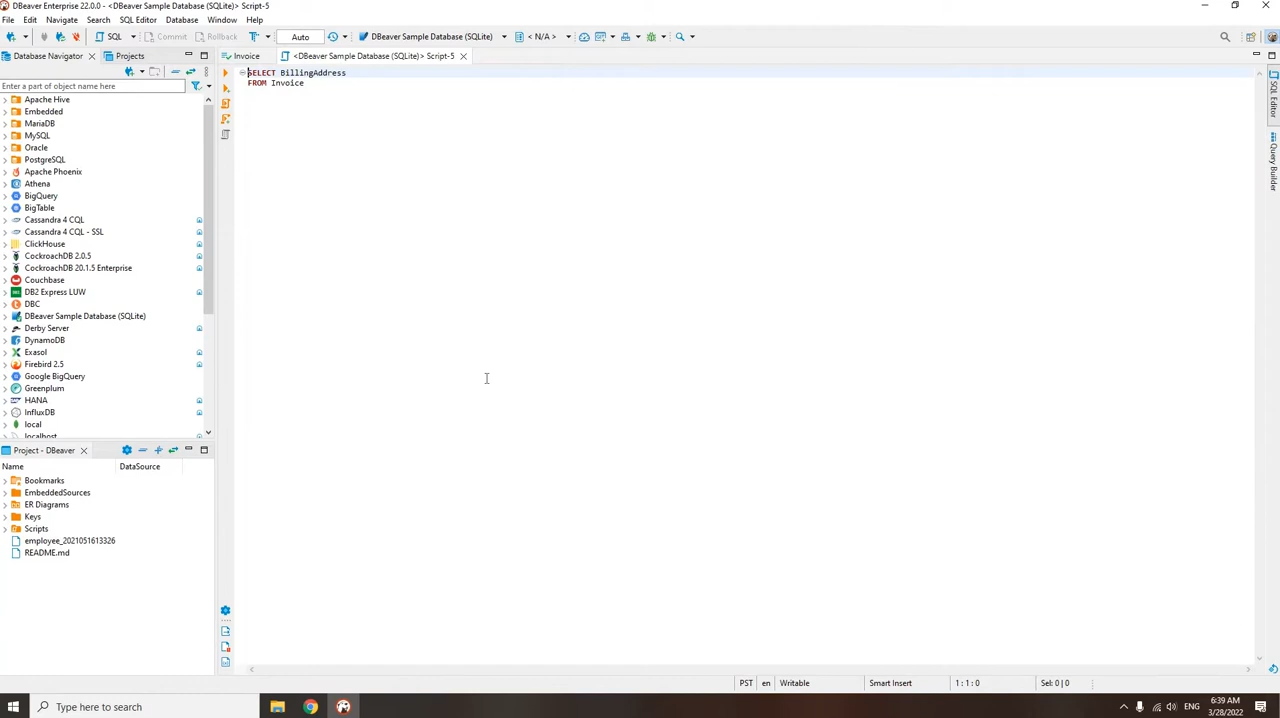 DBeaver Enterprise 22.0.0 - <DBeaver Sample Database (SQLite)> Script-5
File Edit Navigate Search SQL Editor Database Window Help
SQL Commit Rollback Auto DBeaver Sample Database (SQLite) < N/A >
Database Navigator Projects
Invoice <DBeaver Sample Database (SQLite)> Script-5
Enter a part of object name here
SELECT BillingAddress
FROM Invoice
Apache Hive
Embedded
MariaDB
MySQL
Oracle
PostgreSQL
Apache Phoenix
Athena
BigQuery
BigTable
Cassandra 4 CQL
Cassandra 4 CQL - SSL
ClickHouse
CockroachDB 2.0.5
CockroachDB 20.1.5 Enterprise
Couchbase
DB2 Express LUW
DBC
DBeaver Sample Database (SQLite)
Derby Server
DynamoDB
Exasol
Firebird 2.5
Google BigQuery
Greenplum
HANA
InfluxDB
local
localhost
Project - DBeaver
Name DataSource
Bookmarks
EmbeddedSources
ER Diagrams
Keys
Scripts
employee_2021051613326
README.md
SQL Editor
Query Builder
PST en Writable Smart Insert 1 : 1 : 0 Sel: 0 | 0
Type here to search
ENG
6:39 AM
3/28/2022